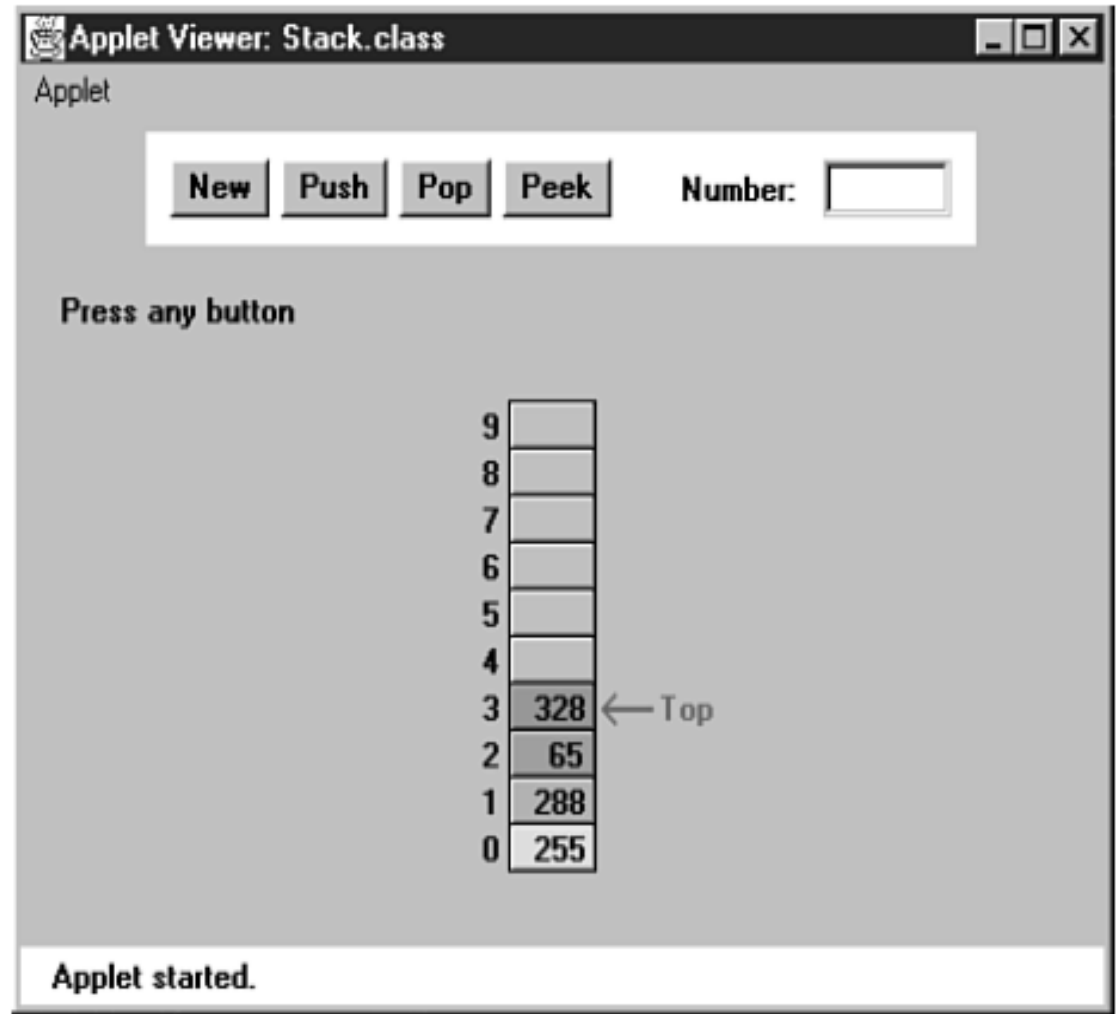 Applet Viewer: Stack.class
Applet
New Push Pop Peek Number:
Press any button
9
8
7
6
5
4
3 328 Top
2 65
1 288
0 255
Applet started.